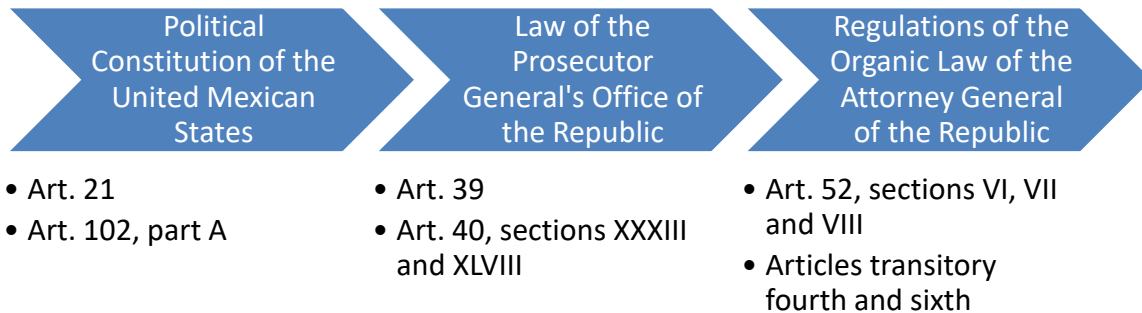 Political
Constitution of the
United Mexican
States
• Art. 21
• Art. 102, part A
Law of the
Prosecutor
General's Office of
the Republic
• Art. 39
• Art. 40, sections XXXIII
and XLVIII
Regulations of the
Organic Law of the
Attorney General
of the Republic
• Art. 52, sections VI, VII
and VIII
• Articles transitory
fourth and sixth